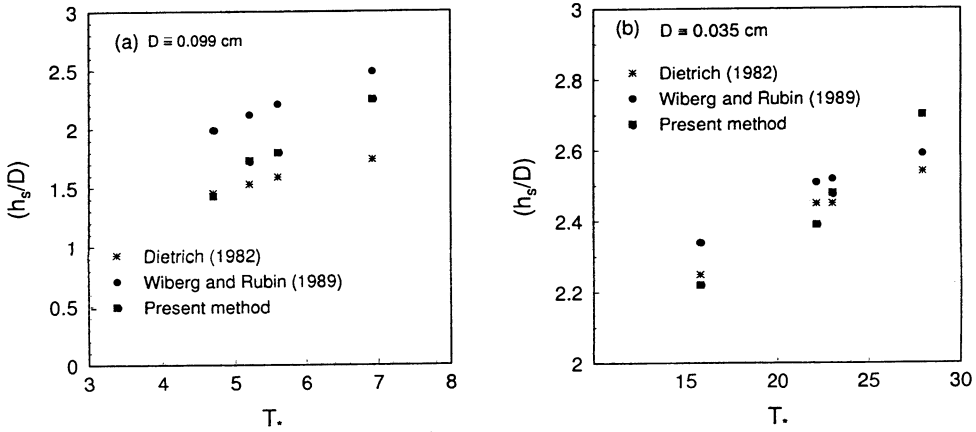 3
2.5
2
1.5
1
0.5
0
(a) D ≅ 0.099 cm
Dietrich (1982)
Wiberg and Rubin (1989)
Present method
3 4 5 6 7 8
T*
(hs/D)
3
2.8
2.6
2.4
2.2
2
(b) D ≅ 0.035 cm
Dietrich (1982)
Wiberg and Rubin (1989)
Present method
15 20 25 30
T*
(hs/D)